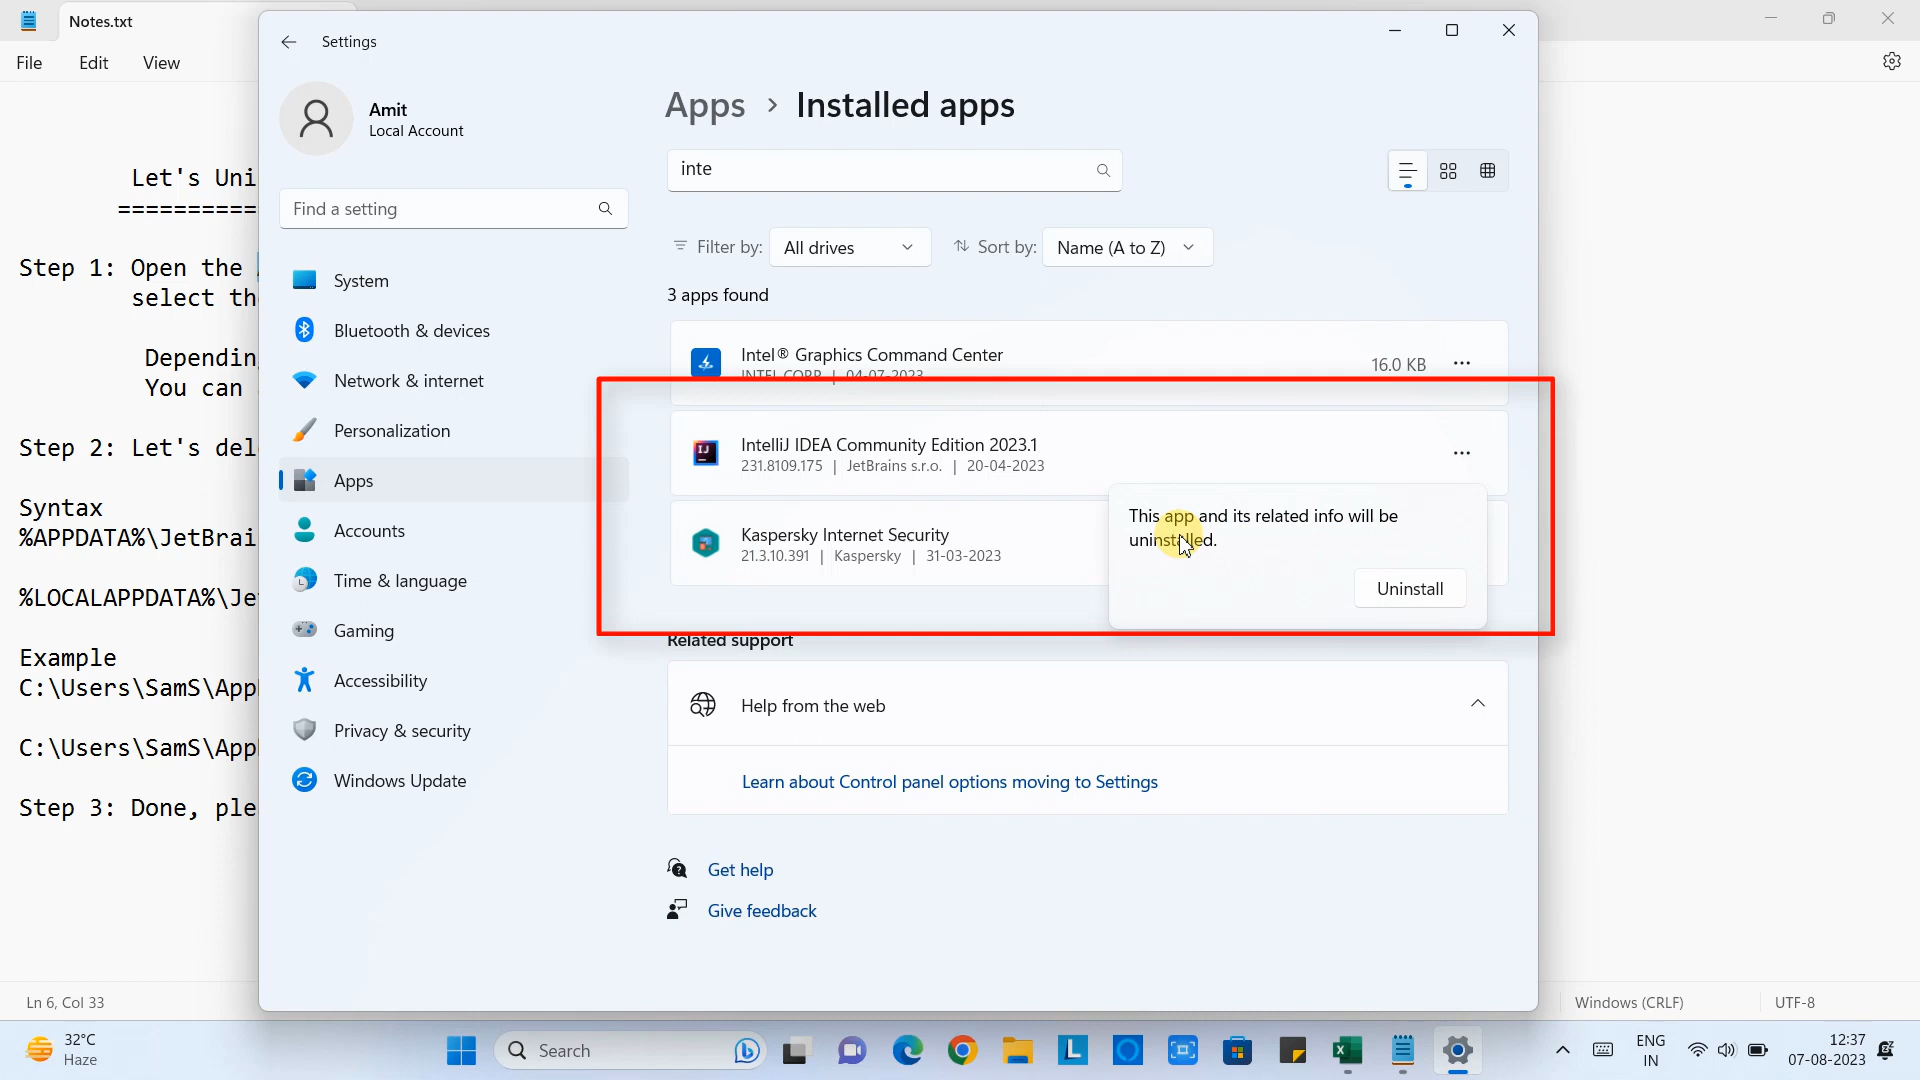 Notes.txt
File Edit View
Let's Uni
==========
Step 1: Open the
select the
Dependin
You can
Step 2: Let's del
Syntax
%APPDATA%\JetBrai
%LOCALAPPDATA%\Je
Example
C:\Users\SamS\App
C:\Users\SamS\App
Step 3: Done, ple
Ln 6, Col 33
Windows (CRLF)
UTF-8
Settings
Amit
Local Account
Find a setting
System
Bluetooth & devices
Network & internet
Personalization
Apps
Accounts
Time & language
Gaming
Accessibility
Privacy & security
Windows Update
Apps > Installed apps
inte
Filter by: All drives
Sort by: Name (A to Z)
3 apps found
Intel® Graphics Command Center
INTEL CORP | 04-07-2023
16.0 KB
IntelliJ IDEA Community Edition 2023.1
231.8109.175 | JetBrains s.r.o. | 20-04-2023
Kaspersky Internet Security
21.3.10.391 | Kaspersky | 31-03-2023
This app and its related info will be
uninstalled.
Uninstall
Related support
Help from the web
Learn about Control panel options moving to Settings
Get help
Give feedback
32°C
Haze
Search
ENG
IN
12:37
07-08-2023